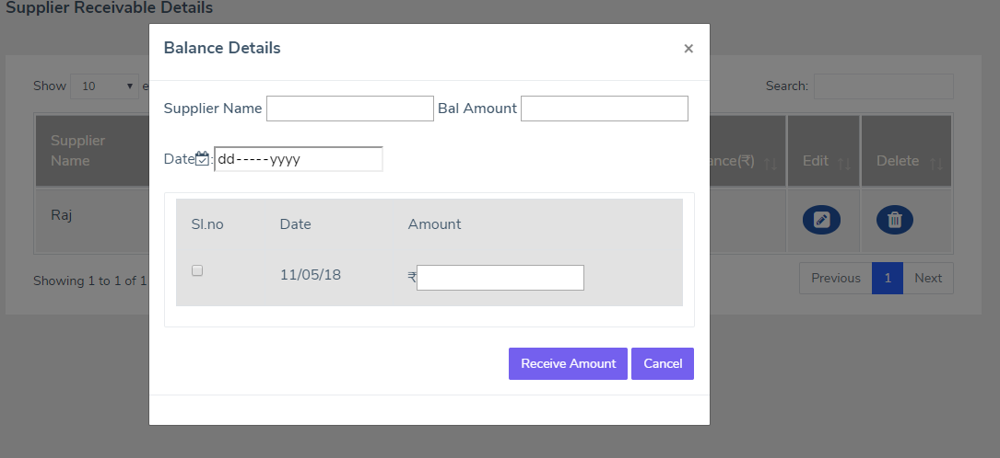 Supplier Receivable Details
Balance Details ×
Show 10 e
Search:
Supplier Name Bal Amount
Supplier
Name
ance(₹) Edit Delete
Date: dd-----yyyy
Raj
Sl.no Date Amount
11/05/18 ₹
Showing 1 to 1 of 1
Previous 1 Next
Receive Amount Cancel